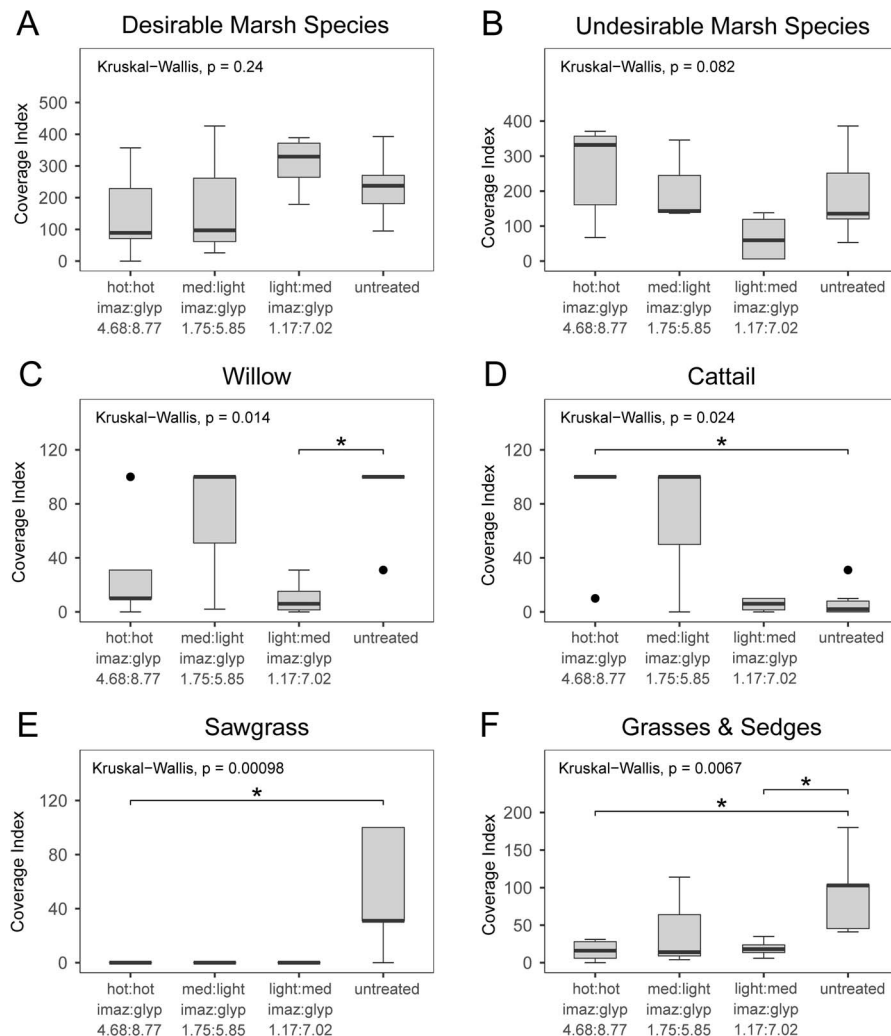 A Desirable Marsh Species
Kruskal−Wallis, p = 0.24
Coverage Index
500
400
300
200
100
0
hot:hot med:light light:med untreated
imaz:glyp imaz:glyp imaz:glyp
4.68:8.77 1.75:5.85 1.17:7.02
B Undesirable Marsh Species
Kruskal−Wallis, p = 0.082
Coverage Index
400
300
200
100
0
hot:hot med:light light:med untreated
imaz:glyp imaz:glyp imaz:glyp
4.68:8.77 1.75:5.85 1.17:7.02
C Willow
Kruskal−Wallis, p = 0.014
*
Coverage Index
120
80
40
0
hot:hot med:light light:med untreated
imaz:glyp imaz:glyp imaz:glyp
4.68:8.77 1.75:5.85 1.17:7.02
D Cattail
Kruskal−Wallis, p = 0.024
*
Coverage Index
120
80
40
0
hot:hot med:light light:med untreated
imaz:glyp imaz:glyp imaz:glyp
4.68:8.77 1.75:5.85 1.17:7.02
E Sawgrass
Kruskal−Wallis, p = 0.00098
*
Coverage Index
120
80
40
0
hot:hot med:light light:med untreated
imaz:glyp imaz:glyp imaz:glyp
4.68:8.77 1.75:5.85 1.17:7.02
F Grasses & Sedges
Kruskal−Wallis, p = 0.0067
*
*
Coverage Index
200
150
100
50
0
hot:hot med:light light:med untreated
imaz:glyp imaz:glyp imaz:glyp
4.68:8.77 1.75:5.85 1.17:7.02